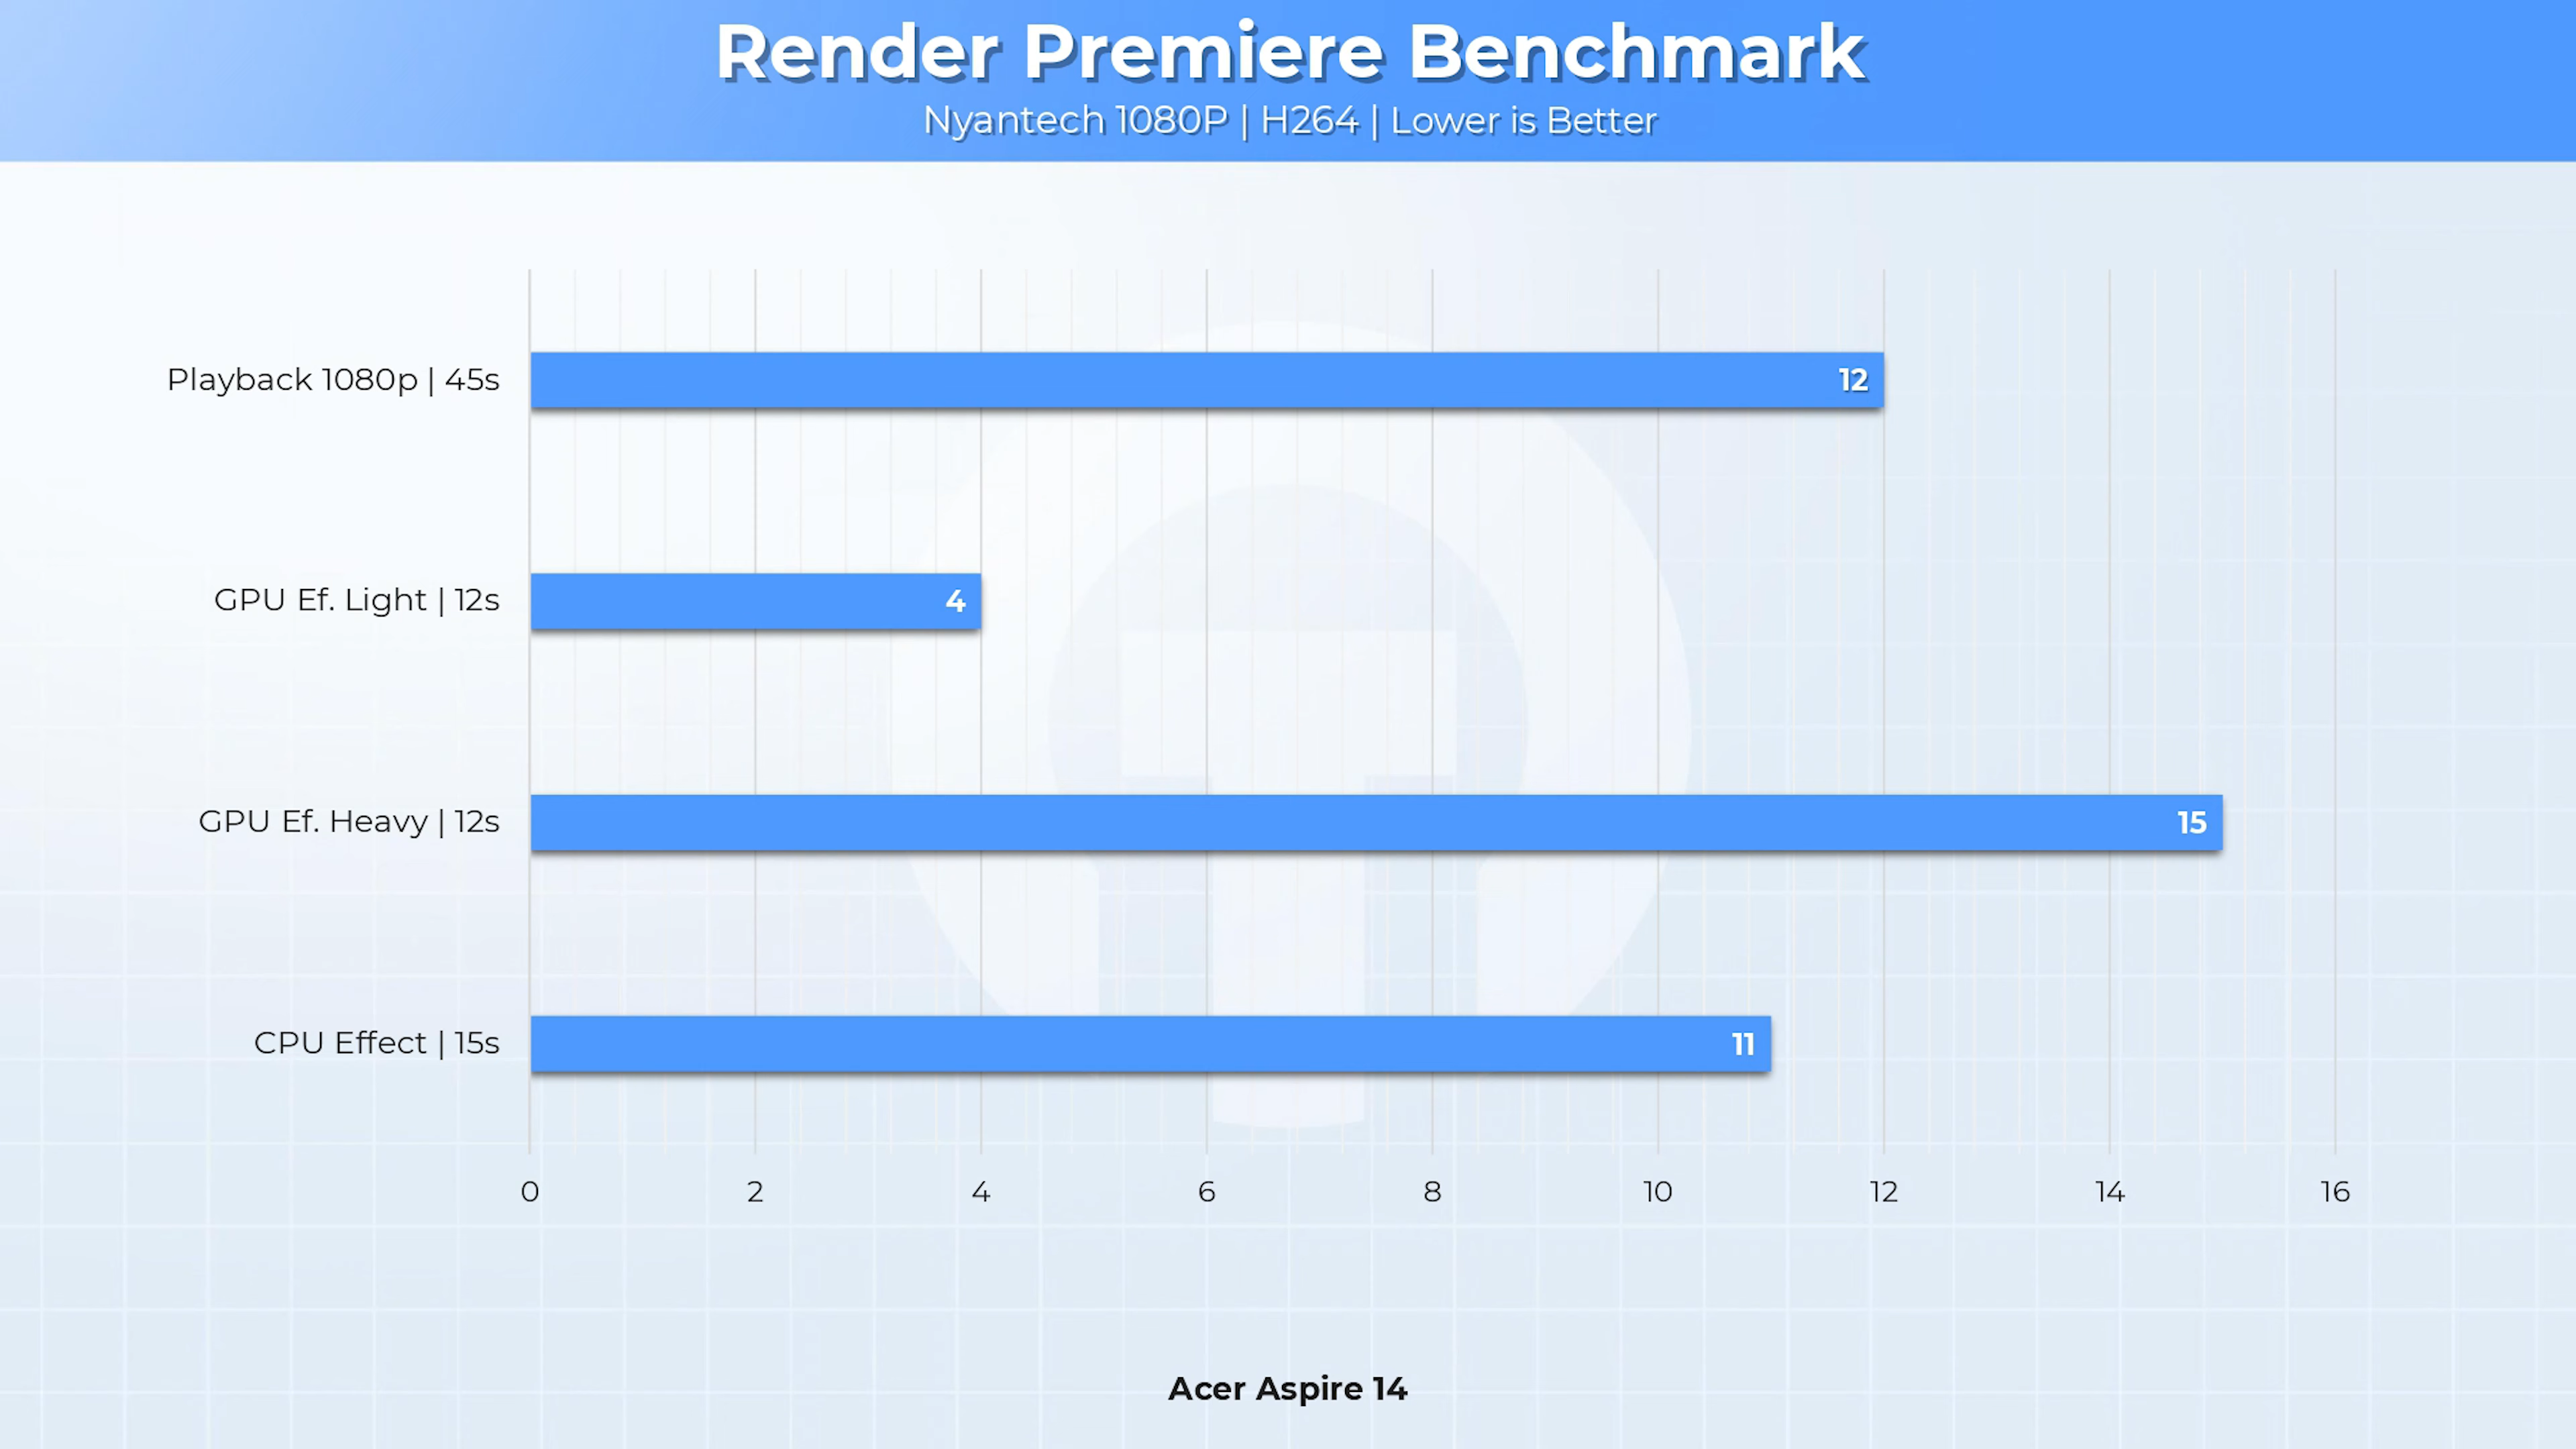 Render Premiere Benchmark
Nyantech 1080P | H264 | Lower is Better
Playback 1080p | 45s
12
GPU Ef. Light | 12s
4
GPU Ef. Heavy | 12s
15
CPU Effect | 15s
11
0 2 4 6 8 10 12 14 16
Acer Aspire 14